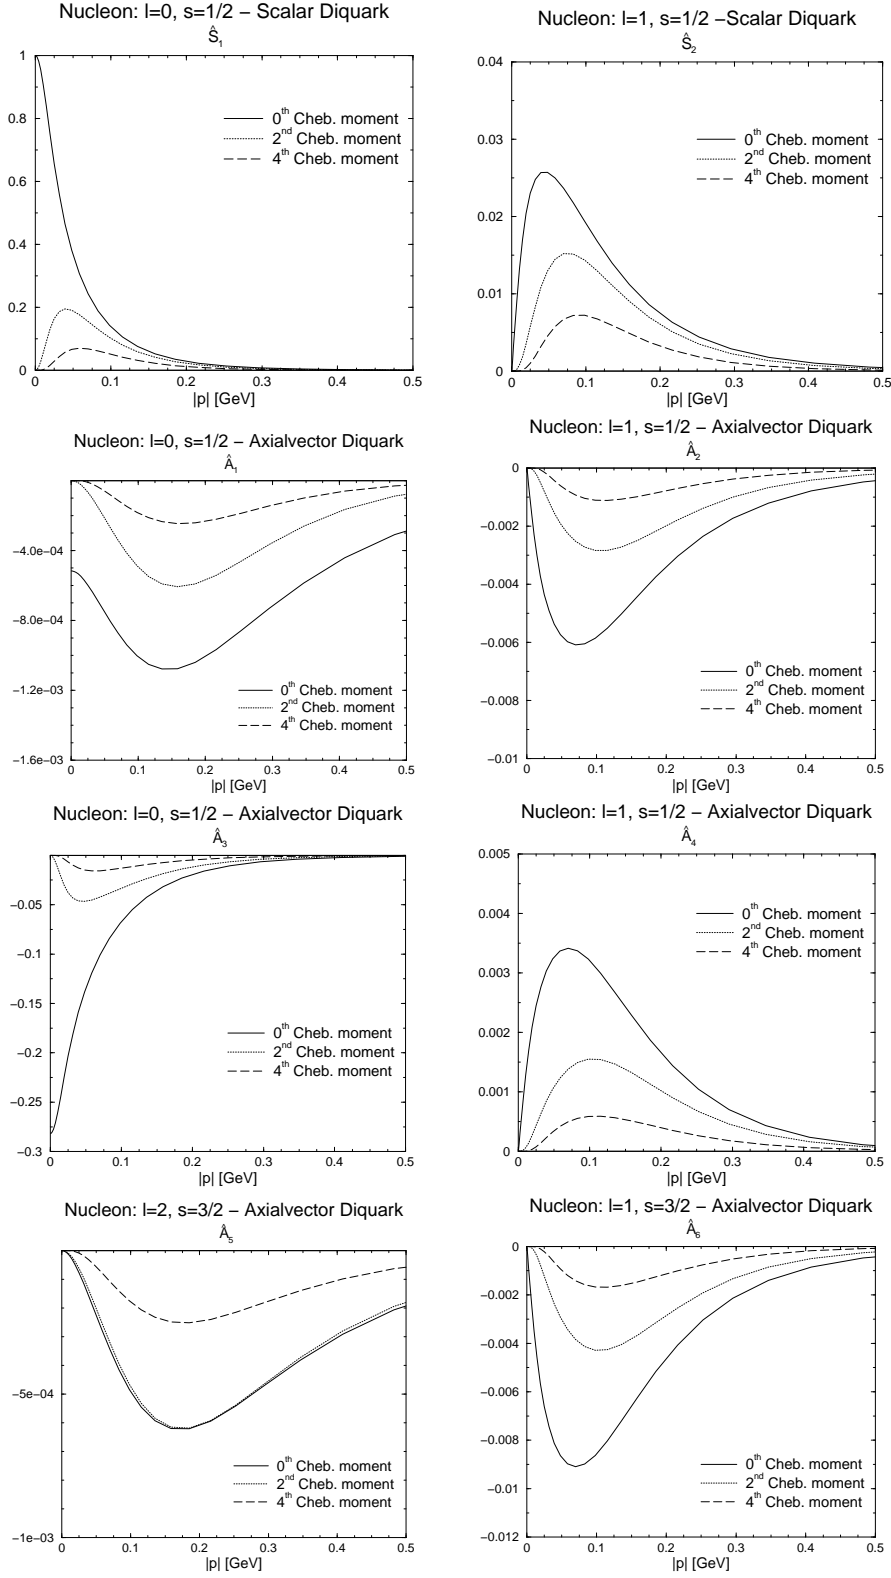 Nucleon: l=0, s=1/2 – Scalar Diquark
Ŝ1
1
0.8
0.6
0.4
0.2
0
0th Cheb. moment
2nd Cheb. moment
4th Cheb. moment
0 0.1 0.2 0.3 0.4 0.5
|p| [GeV]
Nucleon: l=1, s=1/2 –Scalar Diquark
Ŝ2
0.04
0.03
0.02
0.01
0.00
0th Cheb. moment
2nd Cheb. moment
4th Cheb. moment
0 0.1 0.2 0.3 0.4 0.5
|p| [GeV]
Nucleon: l=0, s=1/2 – Axialvector Diquark
Â1
−4.0e−04
−8.0e−04
−1.2e−03
−1.6e−03
0th Cheb. moment
2nd Cheb. moment
4th Cheb. moment
0 0.1 0.2 0.3 0.4 0.5
|p| [GeV]
Nucleon: l=1, s=1/2 – Axialvector Diquark
Â2
0
−0.002
−0.004
−0.006
−0.008
−0.01
0th Cheb. moment
2nd Cheb. moment
4th Cheb. moment
0 0.1 0.2 0.3 0.4 0.5
|p| [GeV]
Nucleon: l=0, s=1/2 – Axialvector Diquark
Â3
−0.05
−0.1
−0.15
−0.2
−0.25
−0.3
0th Cheb. moment
2nd Cheb. moment
4th Cheb. moment
0 0.1 0.2 0.3 0.4 0.5
|p| [GeV]
Nucleon: l=1, s=1/2 – Axialvector Diquark
Â4
0.005
0.004
0.003
0.002
0.001
0
0th Cheb. moment
2nd Cheb. moment
4th Cheb. moment
0 0.1 0.2 0.3 0.4 0.5
|p| [GeV]
Nucleon: l=2, s=3/2 – Axialvector Diquark
Â5
−5e−04
−1e−03
0th Cheb. moment
2nd Cheb. moment
4th Cheb. moment
0 0.1 0.2 0.3 0.4 0.5
|p| [GeV]
Nucleon: l=1, s=3/2 – Axialvector Diquark
Â6
0
−0.002
−0.004
−0.006
−0.008
−0.01
−0.012
0th Cheb. moment
2nd Cheb. moment
4th Cheb. moment
0 0.1 0.2 0.3 0.4 0.5
|p| [GeV]